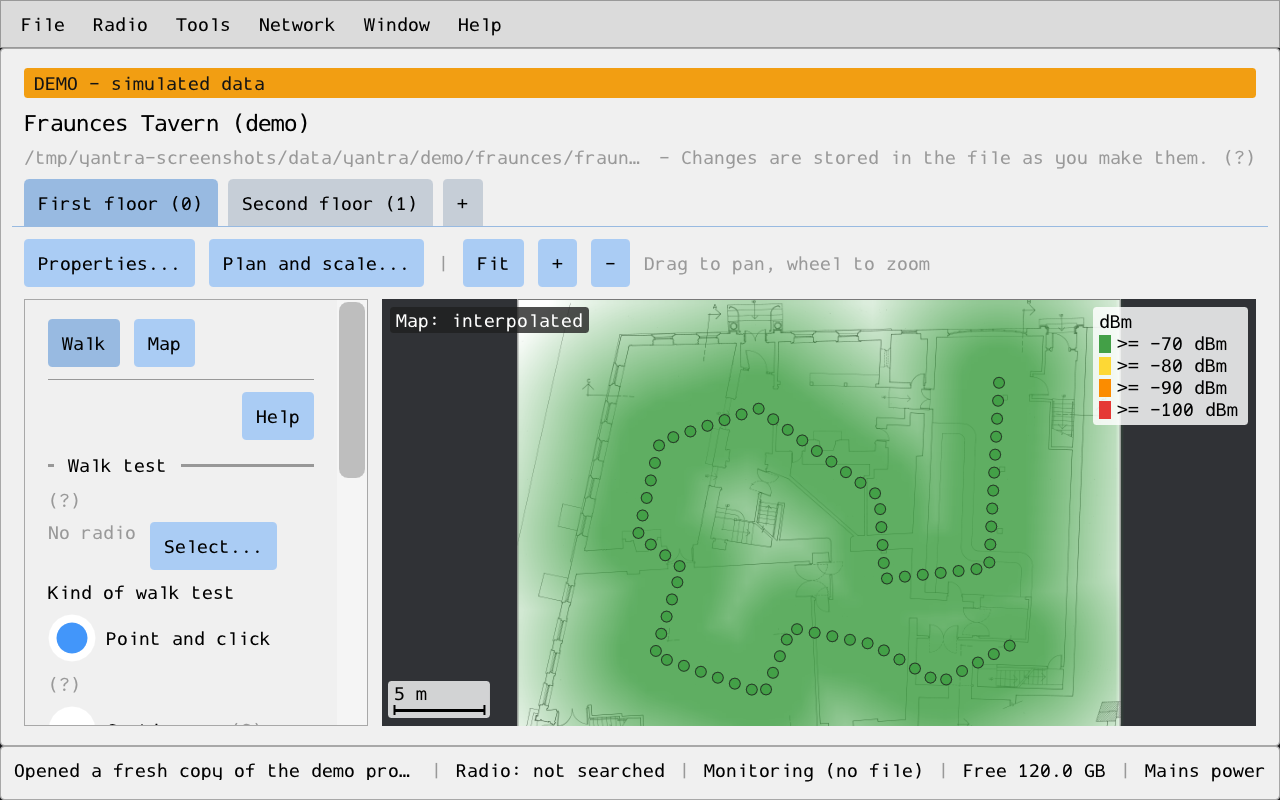 File Radio Tools Network Window Help
DEMO - simulated data
Fraunces Tavern (demo)
/tmp/yantra-screenshots/data/yantra/demo/fraunces/fraun… - Changes are stored in the file as you make them. (?)
First floor (0) Second floor (1) +
Properties... Plan and scale... | Fit + - Drag to pan, wheel to zoom
Walk Map
Help
Walk test
(?)
No radio Select...
Kind of walk test
Point and click
(?)
Map: interpolated
dBm
>= -70 dBm
>= -80 dBm
>= -90 dBm
>= -100 dBm
5 m
Opened a fresh copy of the demo pro… | Radio: not searched | Monitoring (no file) | Free 120.0 GB | Mains power